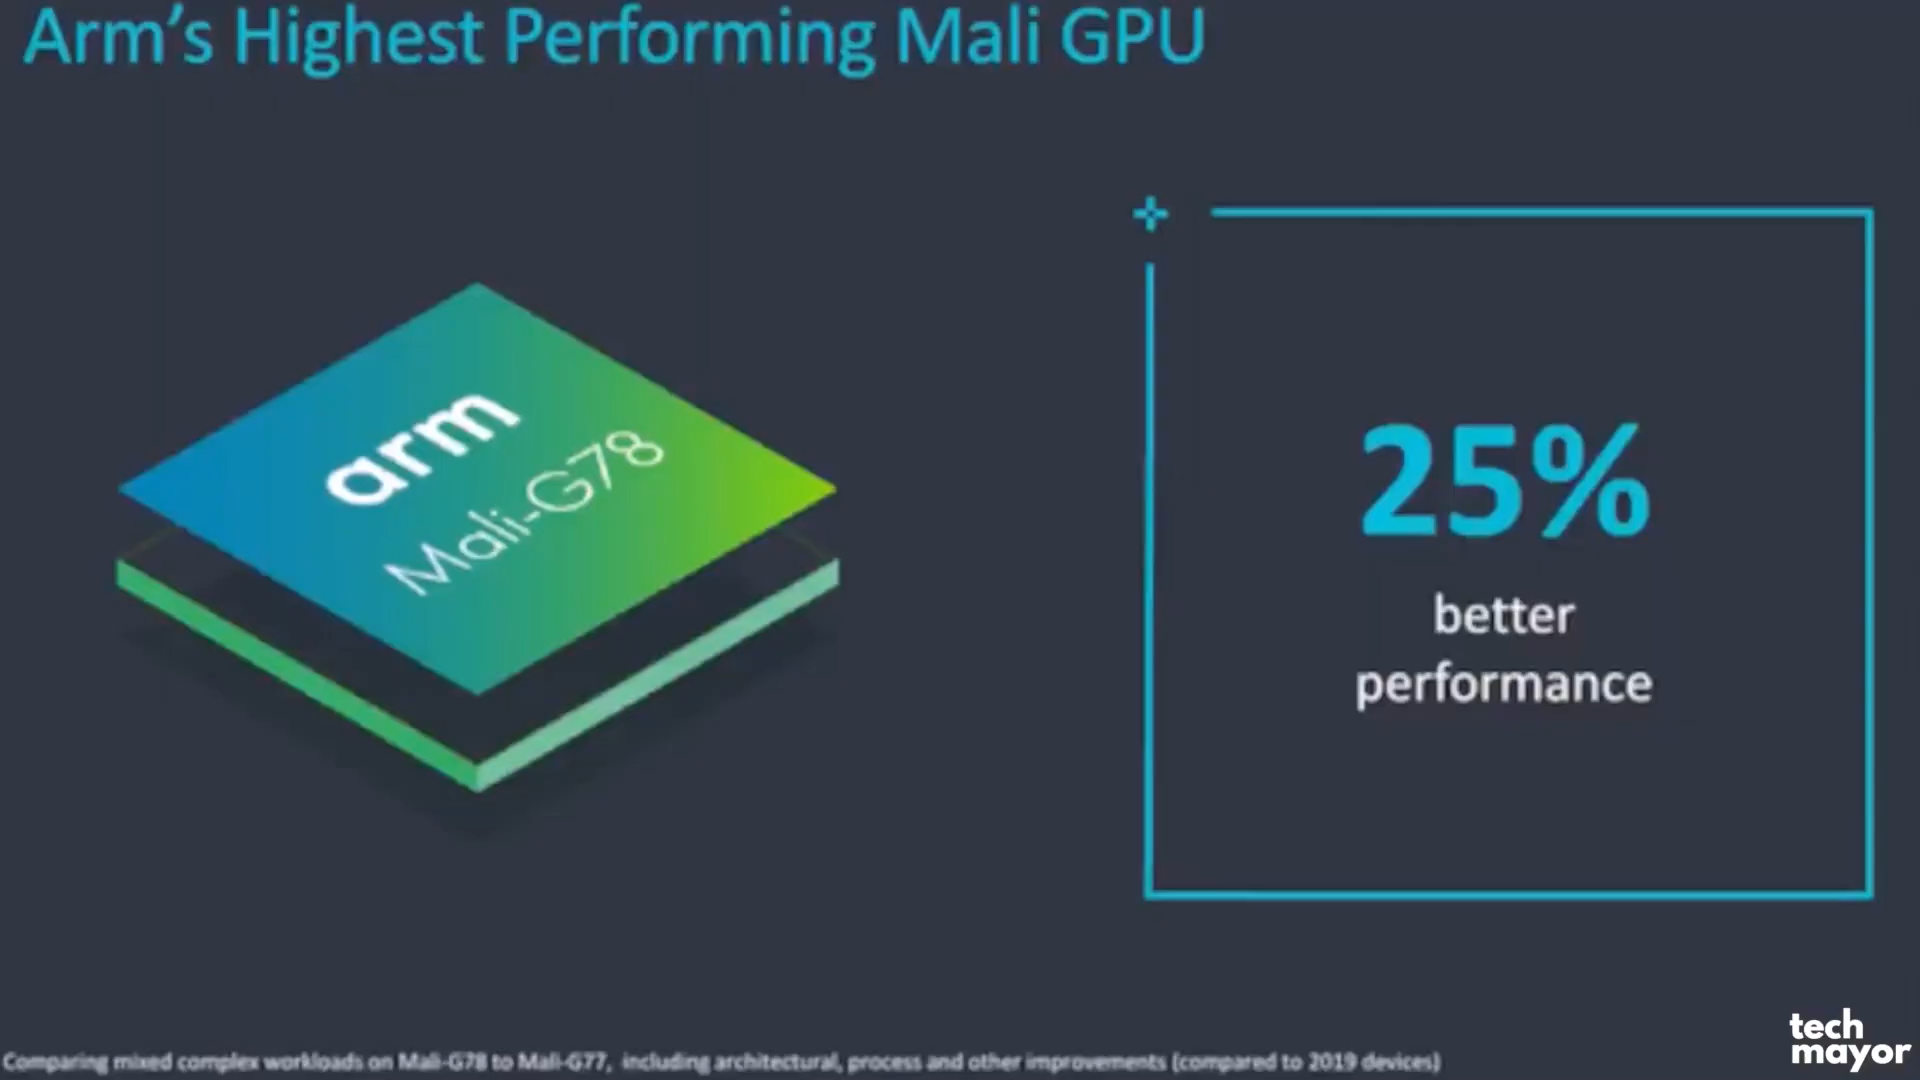 Arm's Highest Performing Mali GPU
arm
Mali-G78
25%
better
performance
Comparing mixed complex workloads on Mali-G78 to Mali-G77, including architectural, process and other improvements (compared to 2019 devices)
tech
mayor